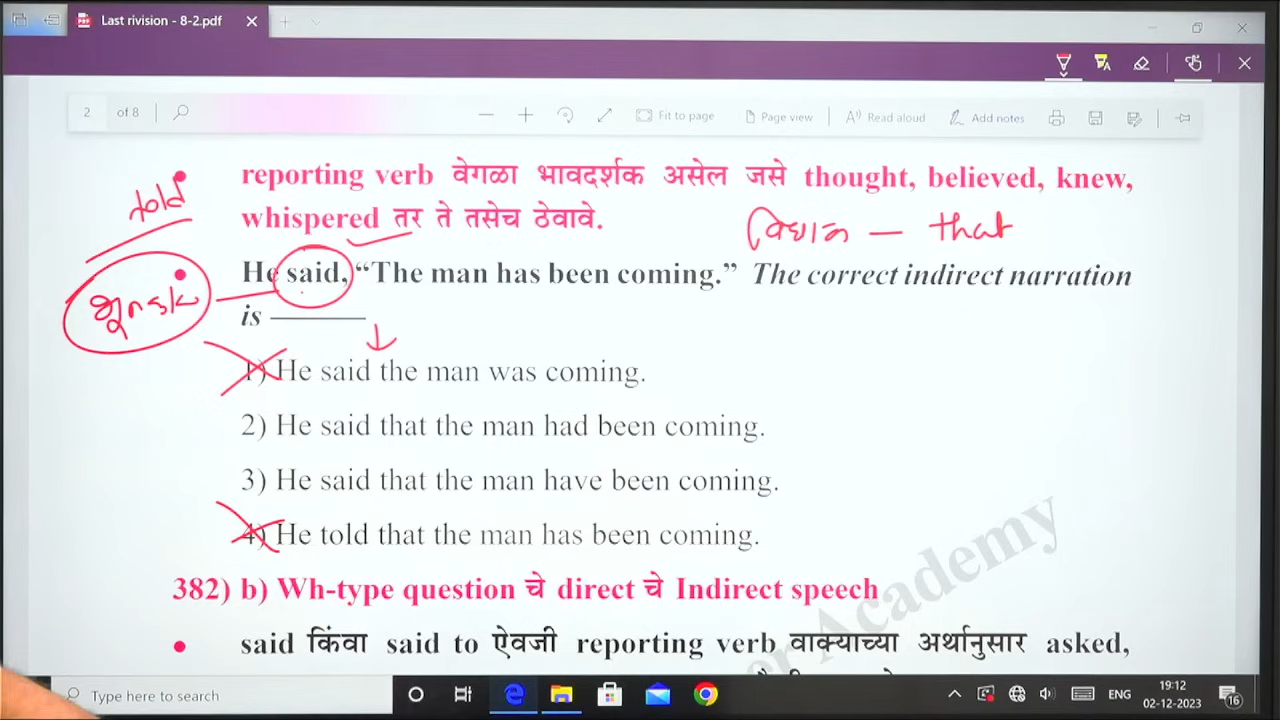 Last rivision - 8-2.pdf
2 of 8 Fit to page Page view Read aloud Add notes
told
reporting verb वेगळा भावदर्शक असेल जसे thought, believed, knew,
whispered तर ते तसेच ठेवावे.
विधान – that
He said, “The man has been coming.” The correct indirect narration
is ———
भूतकाळ
1) He said the man was coming.
2) He said that the man had been coming.
3) He said that the man have been coming.
4) He told that the man has been coming.
382) b) Wh-type question चे direct चे Indirect speech
said किंवा said to ऐवजी reporting verb वाक्याच्या अर्थानुसार asked,
Academy
Type here to search
ENG
19:12
02-12-2023
16